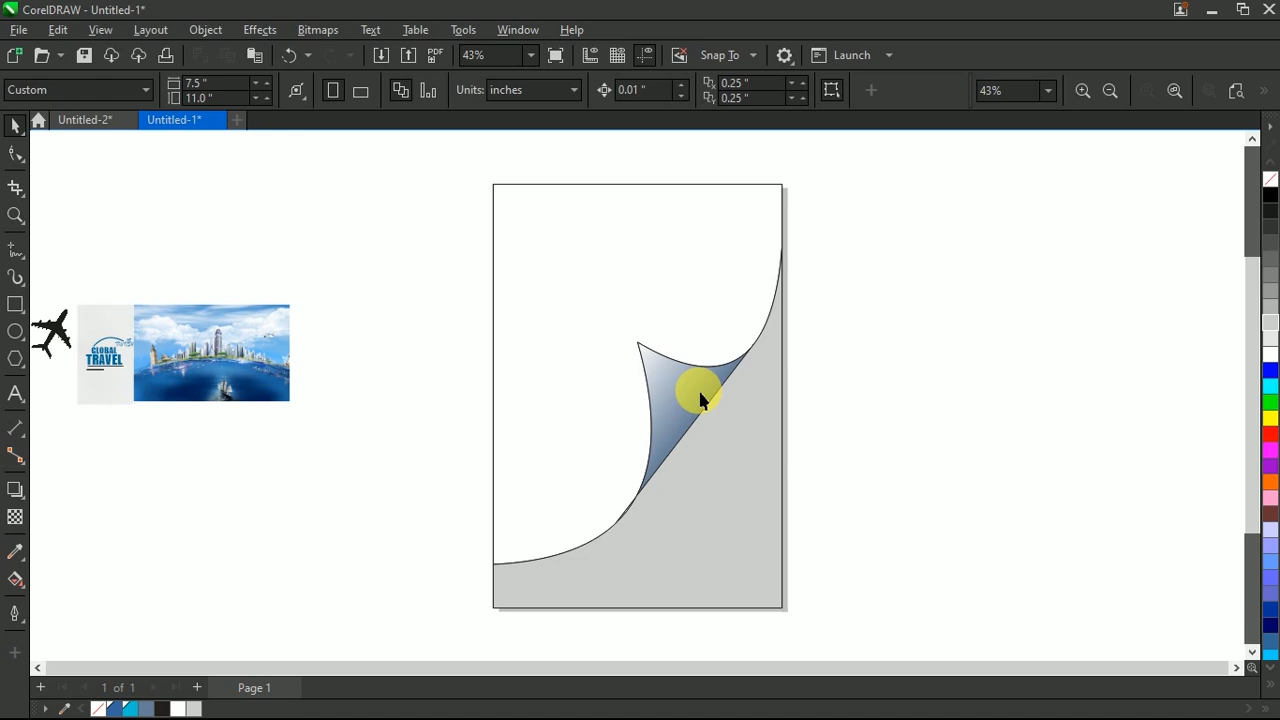 CorelDRAW - Untitled-1*
File Edit View Layout Object Effects Bitmaps Text Table Tools Window Help
PDF 43% Snap To Launch
Custom 7.5 " 11.0 " Units: inches 0.01 " 0.25 " 0.25 " 43%
Untitled-2* Untitled-1*
GLOBAL
TRAVEL
1 of 1 Page 1